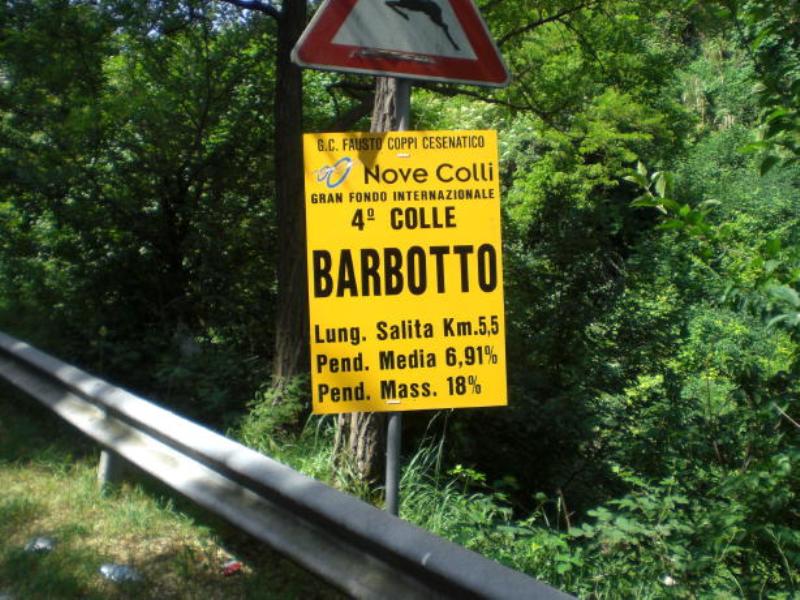 G.C. FAUSTO COPPI CESENATICO
Nove Colli
GRAN FONDO INTERNAZIONALE
4º COLLE
BARBOTTO
Lung. Salita Km.5,5
Pend. Media 6,91%
Pend. Mass. 18%